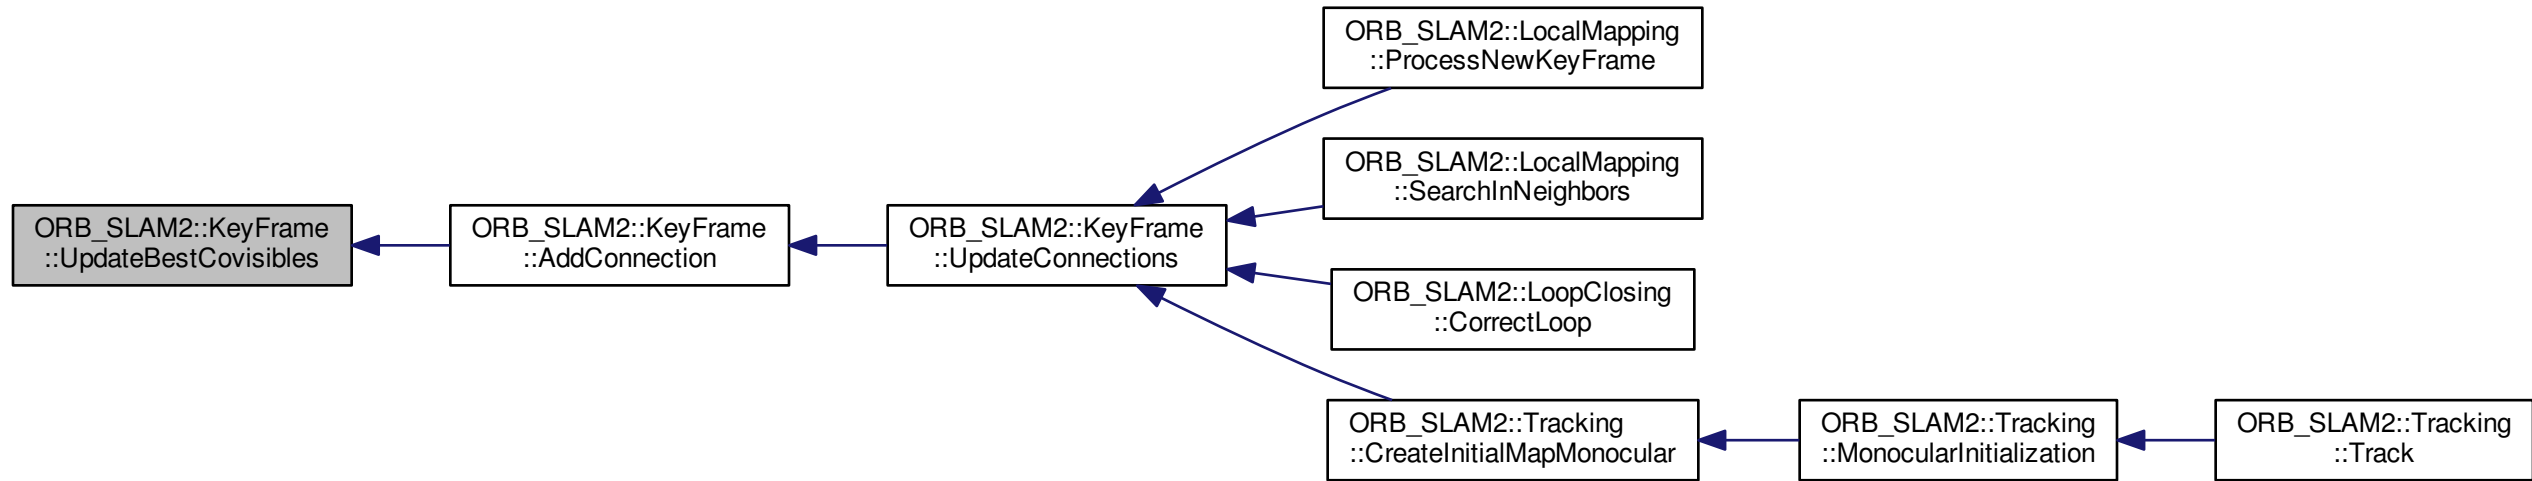 ORB_SLAM2::KeyFrame
::UpdateBestCovisibles
ORB_SLAM2::KeyFrame
::AddConnection
ORB_SLAM2::KeyFrame
::UpdateConnections
ORB_SLAM2::LocalMapping
::ProcessNewKeyFrame
ORB_SLAM2::LocalMapping
::SearchInNeighbors
ORB_SLAM2::LoopClosing
::CorrectLoop
ORB_SLAM2::Tracking
::CreateInitialMapMonocular
ORB_SLAM2::Tracking
::MonocularInitialization
ORB_SLAM2::Tracking
::Track